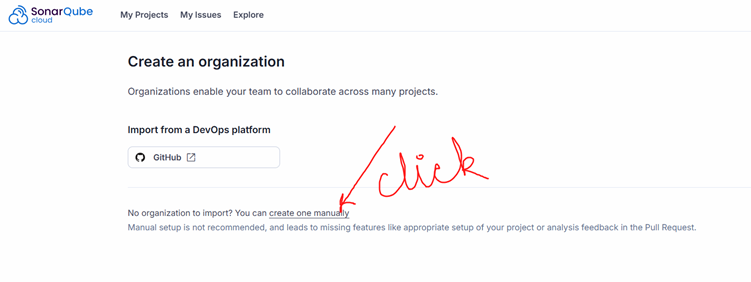 SonarQube
cloud
My Projects My Issues Explore
Create an organization
Organizations enable your team to collaborate across many projects.
Import from a DevOps platform
GitHub
click
No organization to import? You can create one manually
Manual setup is not recommended, and leads to missing features like appropriate setup of your project or analysis feedback in the Pull Request.